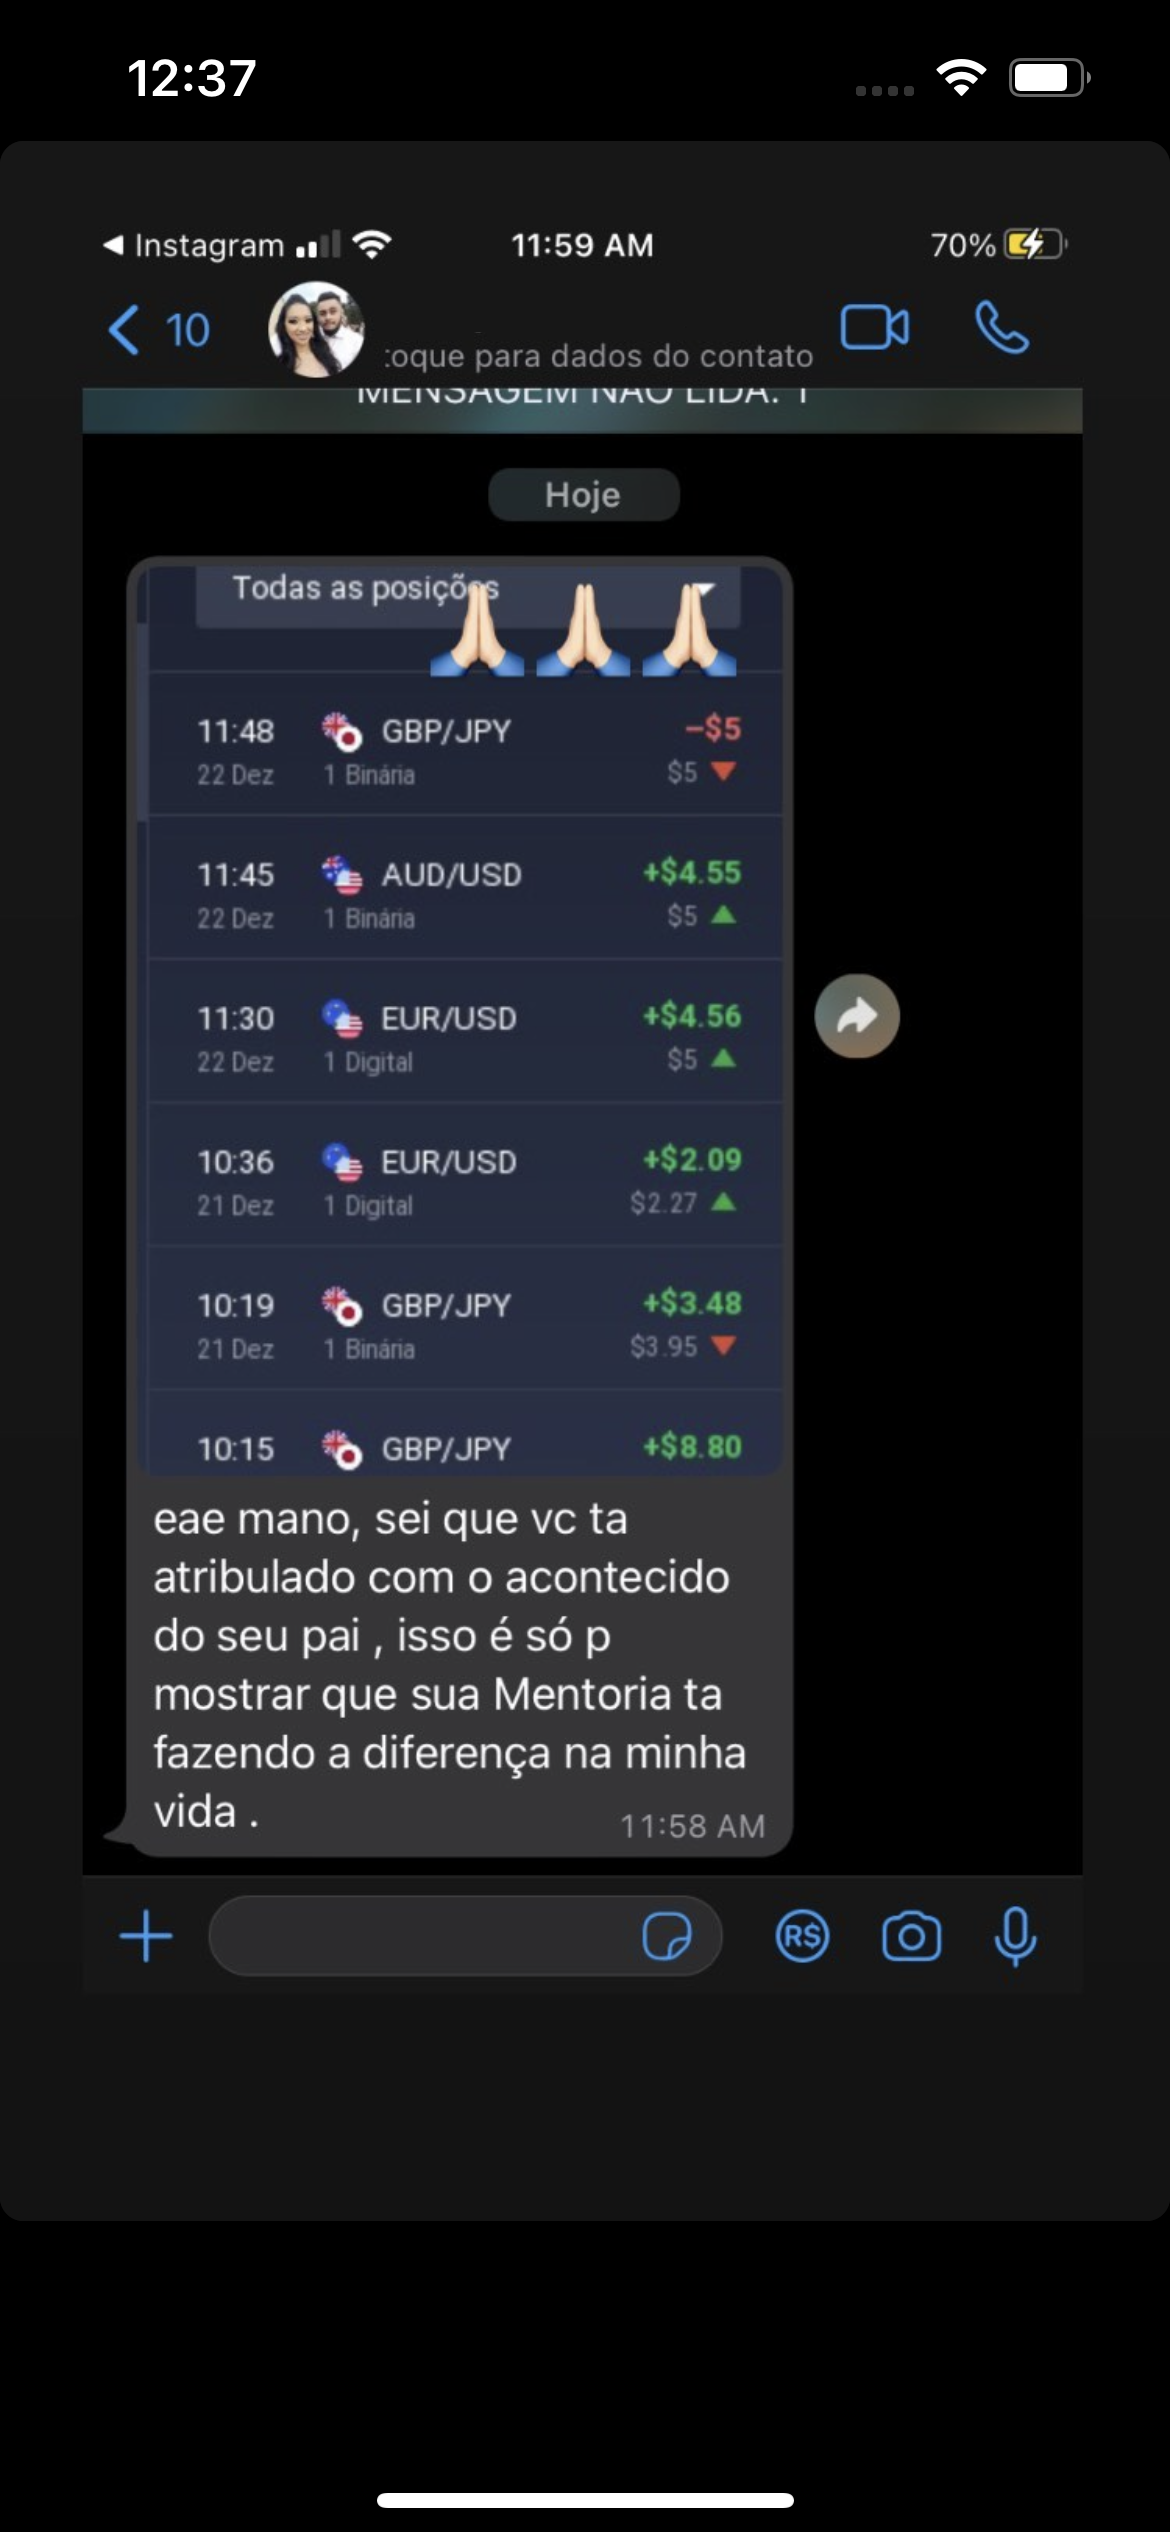 12:37
Instagram 11:59 AM 70%
10
toque para dados do contato
MENSAGEM NÃO LIDA: 1
Hoje
Todas as posições
11:48 GBP/JPY -$5
22 Dez 1 Binária $5
11:45 AUD/USD +$4.55
22 Dez 1 Binária $5
11:30 EUR/USD +$4.56
22 Dez 1 Digital $5
10:36 EUR/USD +$2.09
21 Dez 1 Digital $2.27
10:19 GBP/JPY +$3.48
21 Dez 1 Binária $3.95
10:15 GBP/JPY +$8.80
eae mano, sei que vc ta
atribulado com o acontecido
do seu pai , isso é só p
mostrar que sua Mentoria ta
fazendo a diferença na minha
vida .
11:58 AM
R$